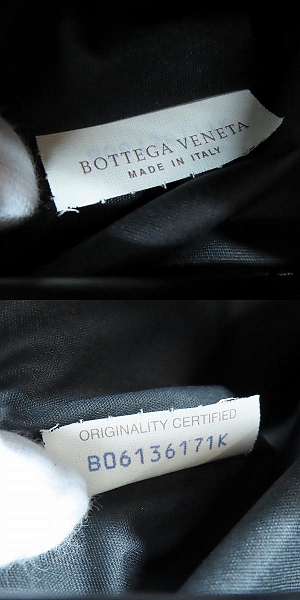 BOTTEGA VENETA
MADE IN ITALY
ORIGINALITY CERTIFIED
B06136171K